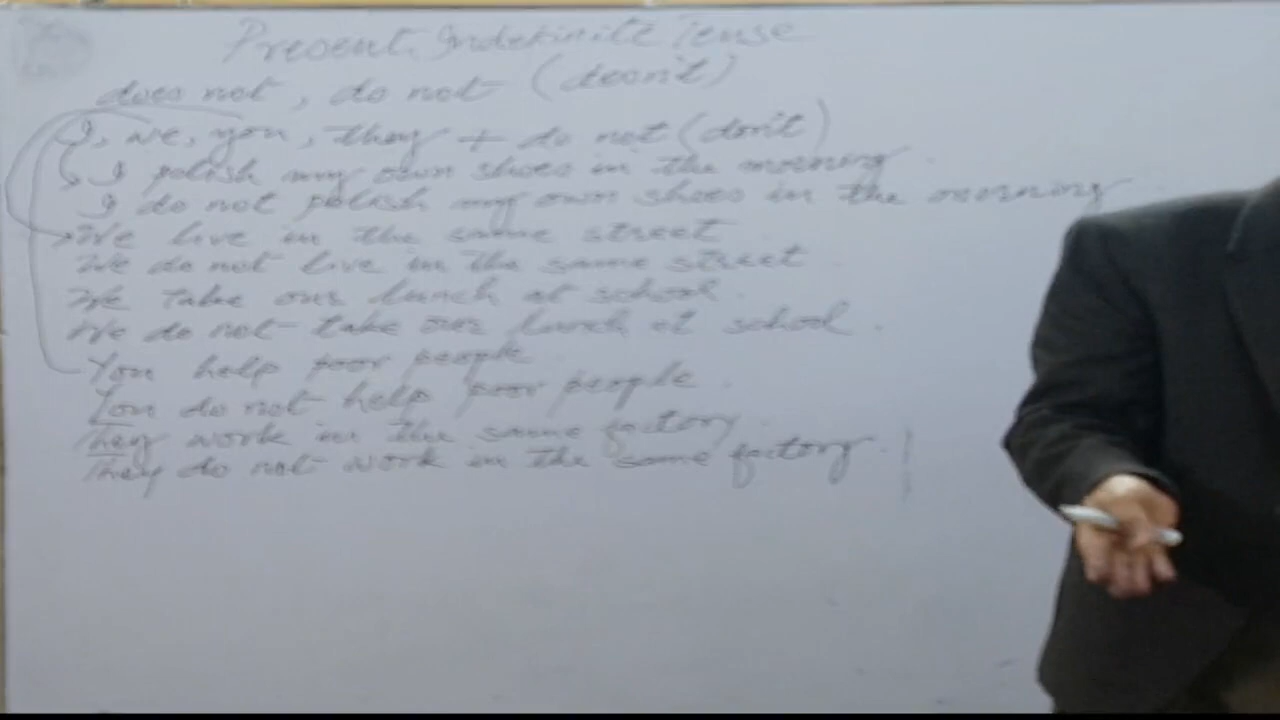 Present Indefinite Tense
does not, do not (doesn't)
I, we, you, they + do not (don't)
I polish my own shoes in the morning.
I do not polish my own shoes in the morning
We live in the same street
We do not live in the same street
We take our lunch at school.
We do not take our lunch at school.
You help poor people
You do not help poor people.
They work in the same factory.
They do not work in the same factory.